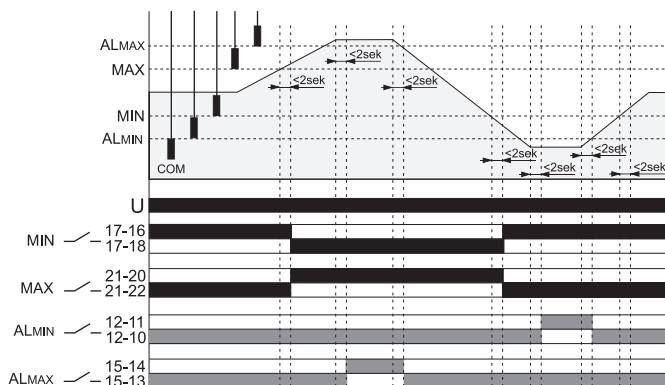 ALMAX
MAX
MIN
ALMIN
COM
<2sek
<2sek
<2sek
<2sek
<2sek
<2sek
<2sek
U
MIN
17-16
17-18
MAX
21-20
21-22
ALMIN
12-11
12-10
ALMAX
15-14
15-13